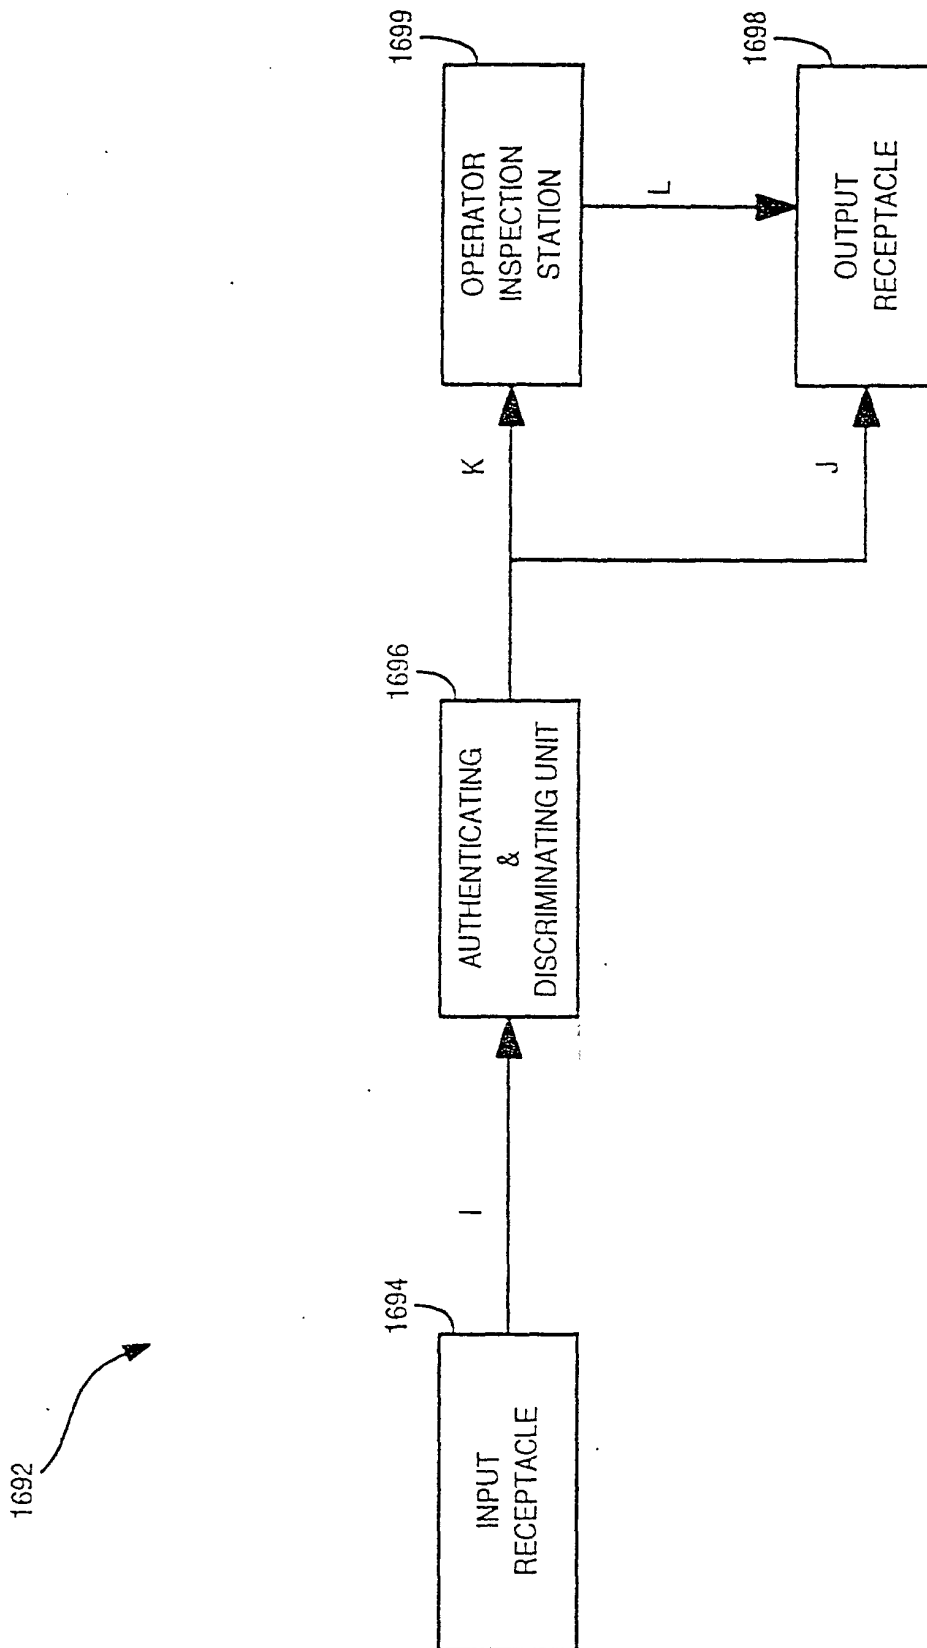 1692
1694
INPUT
RECEPTACLE
I
1696
AUTHENTICATING
&
DISCRIMINATING UNIT
K
J
1699
OPERATOR
INSPECTION
STATION
L
1698
OUTPUT
RECEPTACLE